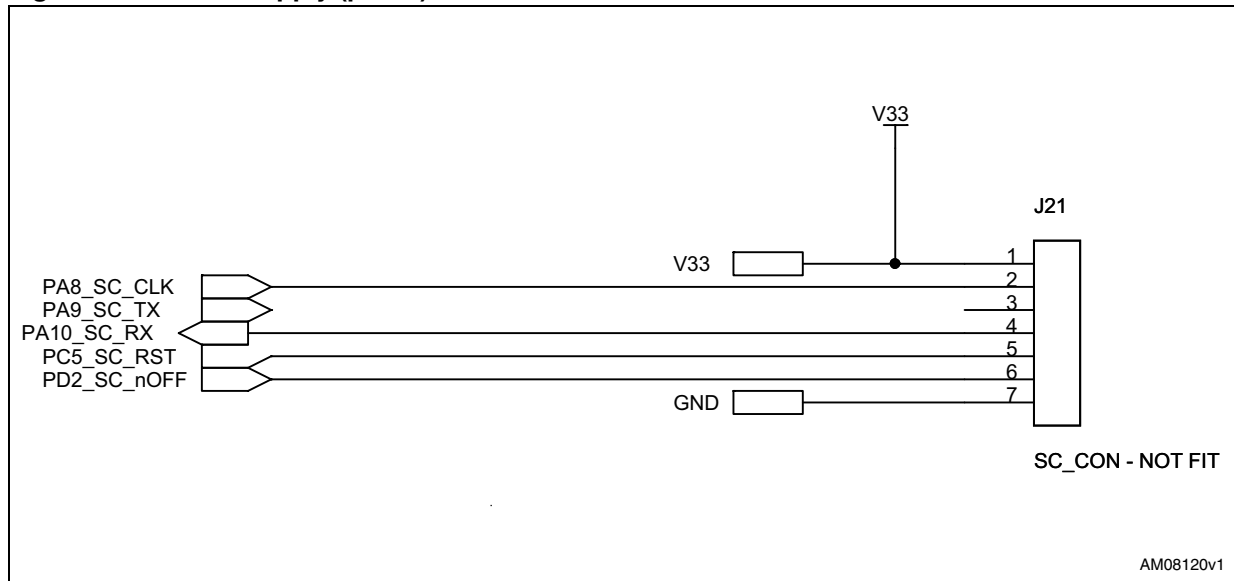 V33
J21
V33
1
PA8_SC_CLK
2
PA9_SC_TX
3
PA10_SC_RX
4
PC5_SC_RST
5
PD2_SC_nOFF
6
GND
7
SC_CON - NOT FIT
AM08120v1